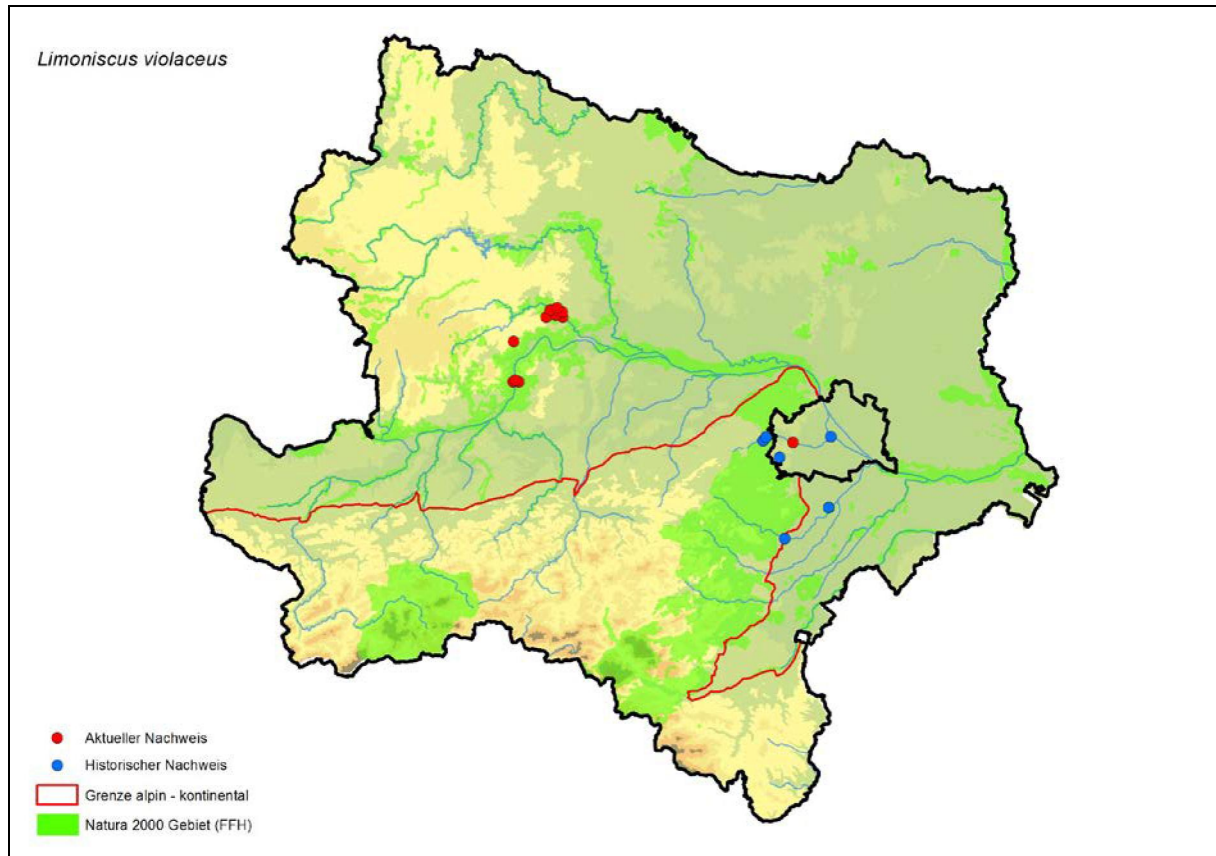 Limoniscus violaceus
Aktueller Nachweis
Historischer Nachweis
Grenze alpin - kontinental
Natura 2000 Gebiet (FFH)